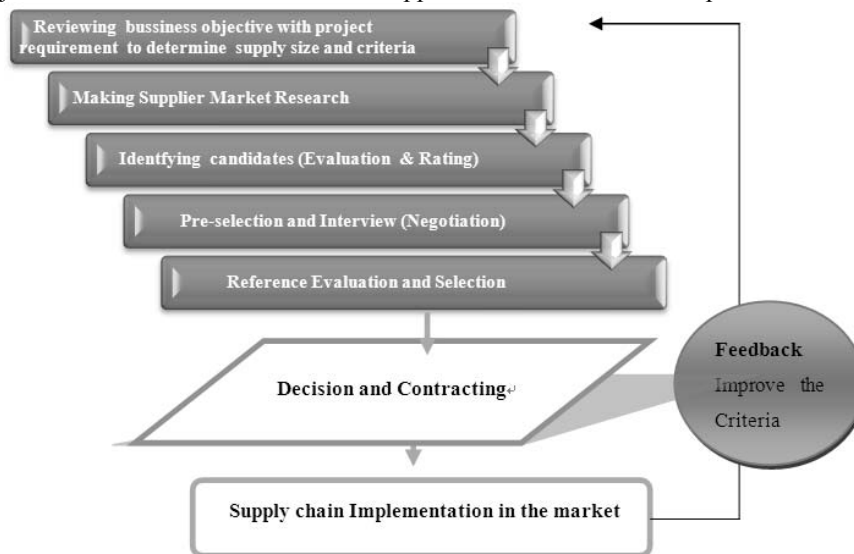 Reviewing bussiness objective with project
requirement to determine supply size and criteria
Making Supplier Market Research
Identfying candidates (Evaluation & Rating)
Pre-selection and Interview (Negotiation)
Reference Evaluation and Selection
Decision and Contracting↵
Feedback
Improve the
Criteria
Supply chain Implementation in the market